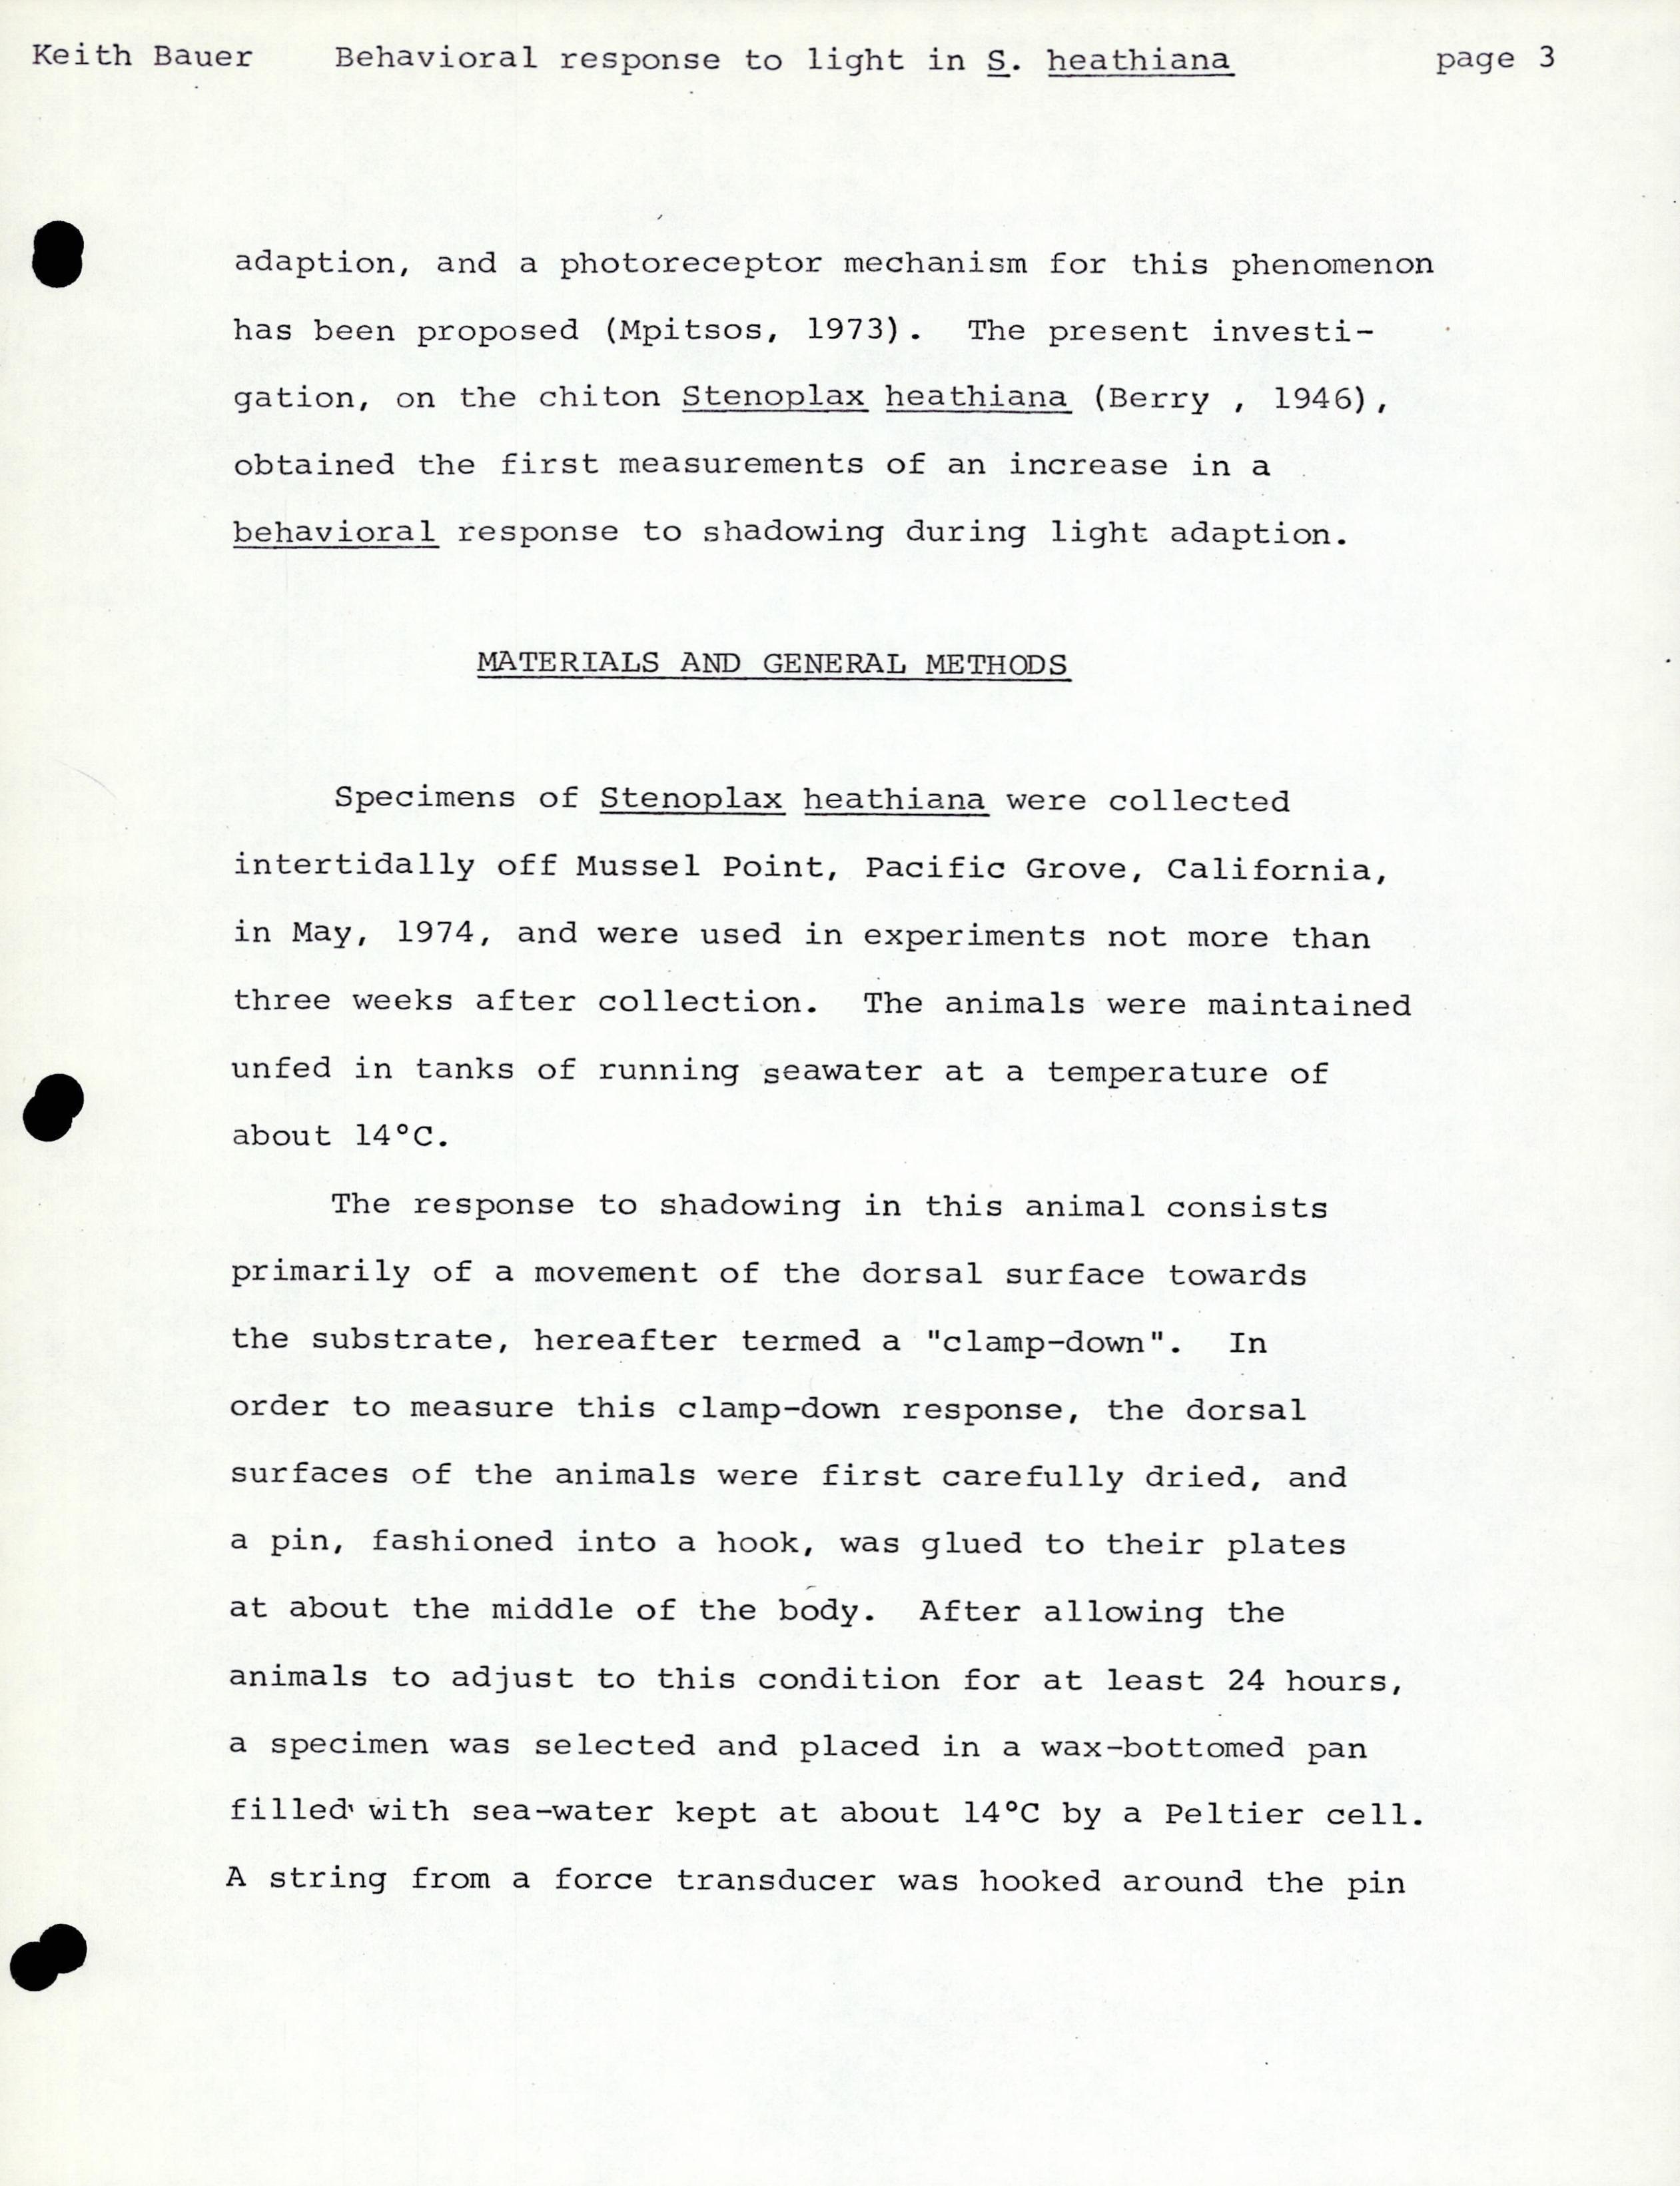 Keith Bauer Behavioral response to light in S. heathiana page 3
adaption, and a photoreceptor mechanism for this phenomenon
has been proposed (Mpitsos, 1973). The present investi-
gation, on the chiton Stenoplax heathiana (Berry , 1946),
obtained the first measurements of an increase in a
behavioral response to shadowing during light adaption.
MATERIALS AND GENERAL METHODS
Specimens of Stenoplax heathiana were collected
intertidally off Mussel Point, Pacific Grove, California,
in May, 1974, and were used in experiments not more than
three weeks after collection. The animals were maintained
unfed in tanks of running seawater at a temperature of
about 14°C.
The response to shadowing in this animal consists
primarily of a movement of the dorsal surface towards
the substrate, hereafter termed a "clamp-down". In
order to measure this clamp-down response, the dorsal
surfaces of the animals were first carefully dried, and
a pin, fashioned into a hook, was glued to their plates
at about the middle of the body. After allowing the
animals to adjust to this condition for at least 24 hours,
a specimen was selected and placed in a wax-bottomed pan
filled with sea-water kept at about 14°C by a Peltier cell.
A string from a force transducer was hooked around the pin